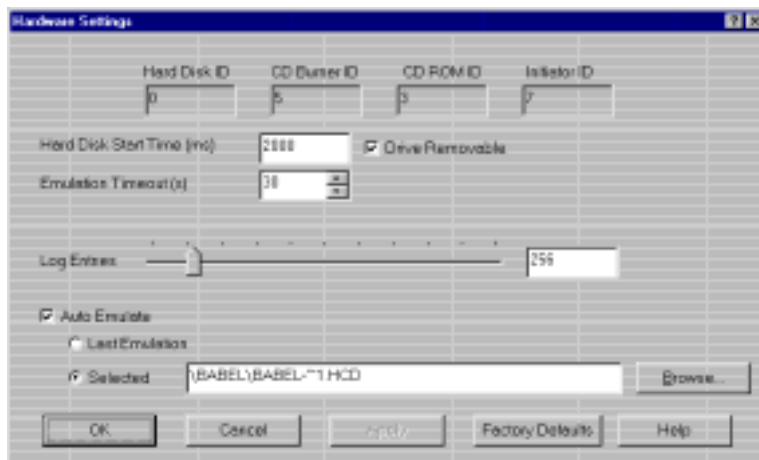 Hardware Settings
Hard Disk ID CD Burner ID CD ROM ID Initiator ID
0 5 3 7
Hard Disk Start Time (ms) 2000 Drive Removable
Emulation Timeout (s) 30
Log Entries 256
Auto Emulate
Last Emulation
Selected \BABEL\BABEL-~1.HCD Browse...
OK Cancel Apply Factory Defaults Help